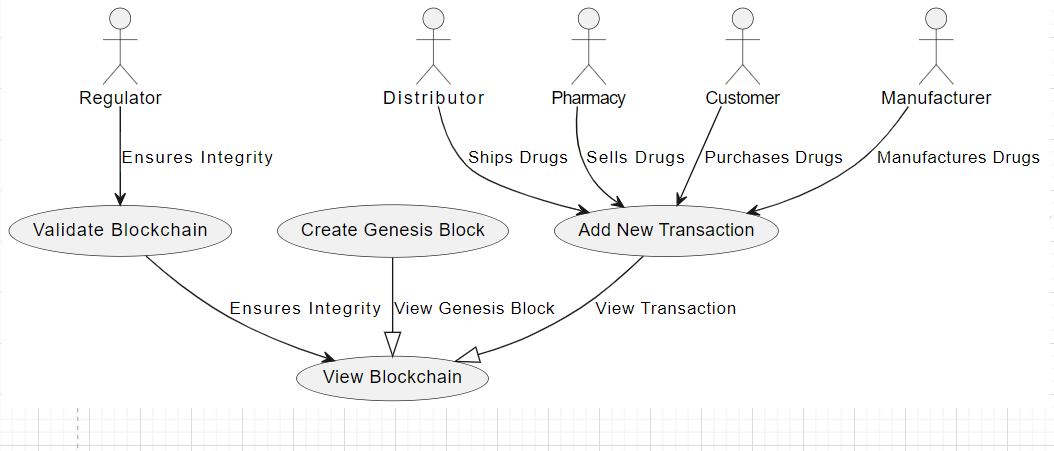 Regulator
Distributor
Pharmacy
Customer
Manufacturer
Ensures Integrity
Ships Drugs
Sells Drugs
Purchases Drugs
Manufactures Drugs
Validate Blockchain
Create Genesis Block
Add New Transaction
Ensures Integrity
View Genesis Block
View Transaction
View Blockchain